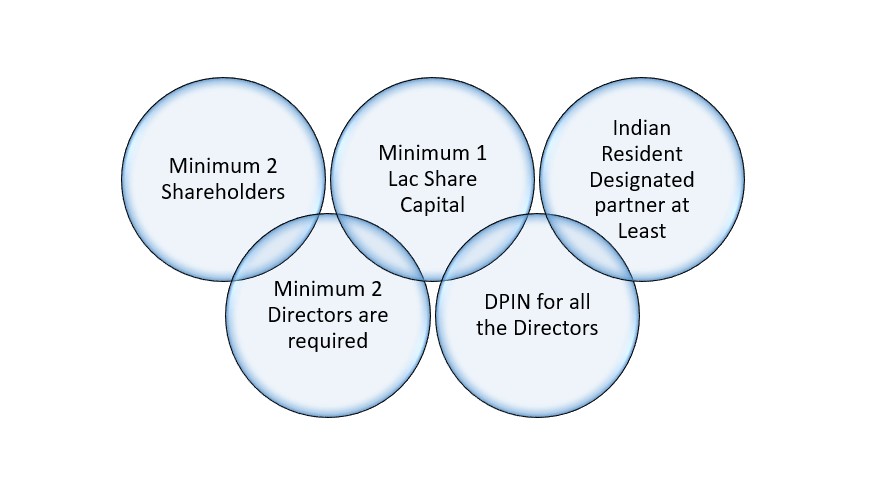 Minimum 2
Shareholders
Minimum 1
Lac Share
Capital
Indian
Resident
Designated
partner at
Least
Minimum 2
Directors are
required
DPIN for all
the Directors